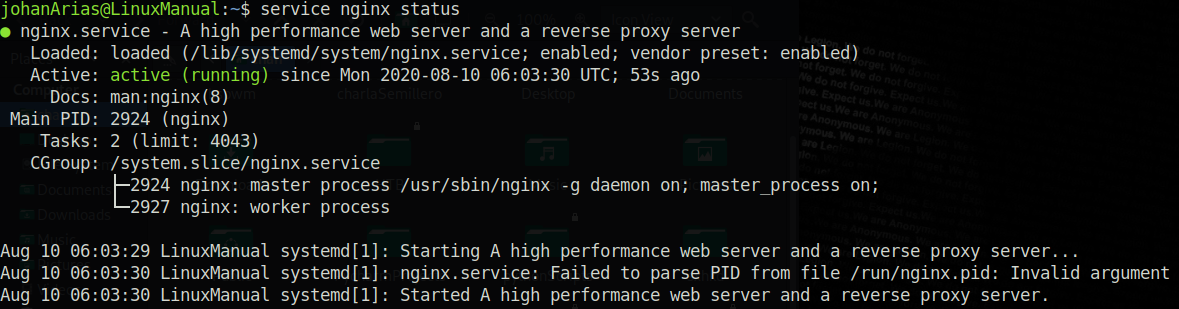 johanArias@LinuxManual:~$ service nginx status
● nginx.service - A high performance web server and a reverse proxy server
   Loaded: loaded (/lib/systemd/system/nginx.service; enabled; vendor preset: enabled)
   Active: active (running) since Mon 2020-08-10 06:03:30 UTC; 53s ago
     Docs: man:nginx(8)
 Main PID: 2924 (nginx)
    Tasks: 2 (limit: 4043)
   CGroup: /system.slice/nginx.service
           ├─2924 nginx: master process /usr/sbin/nginx -g daemon on; master_process on;
           └─2927 nginx: worker process
Aug 10 06:03:29 LinuxManual systemd[1]: Starting A high performance web server and a reverse proxy server...
Aug 10 06:03:30 LinuxManual systemd[1]: nginx.service: Failed to parse PID from file /run/nginx.pid: Invalid argument
Aug 10 06:03:30 LinuxManual systemd[1]: Started A high performance web server and a reverse proxy server.
charlaSemillero
Desktop
Documents
Documents
Downloads
Music